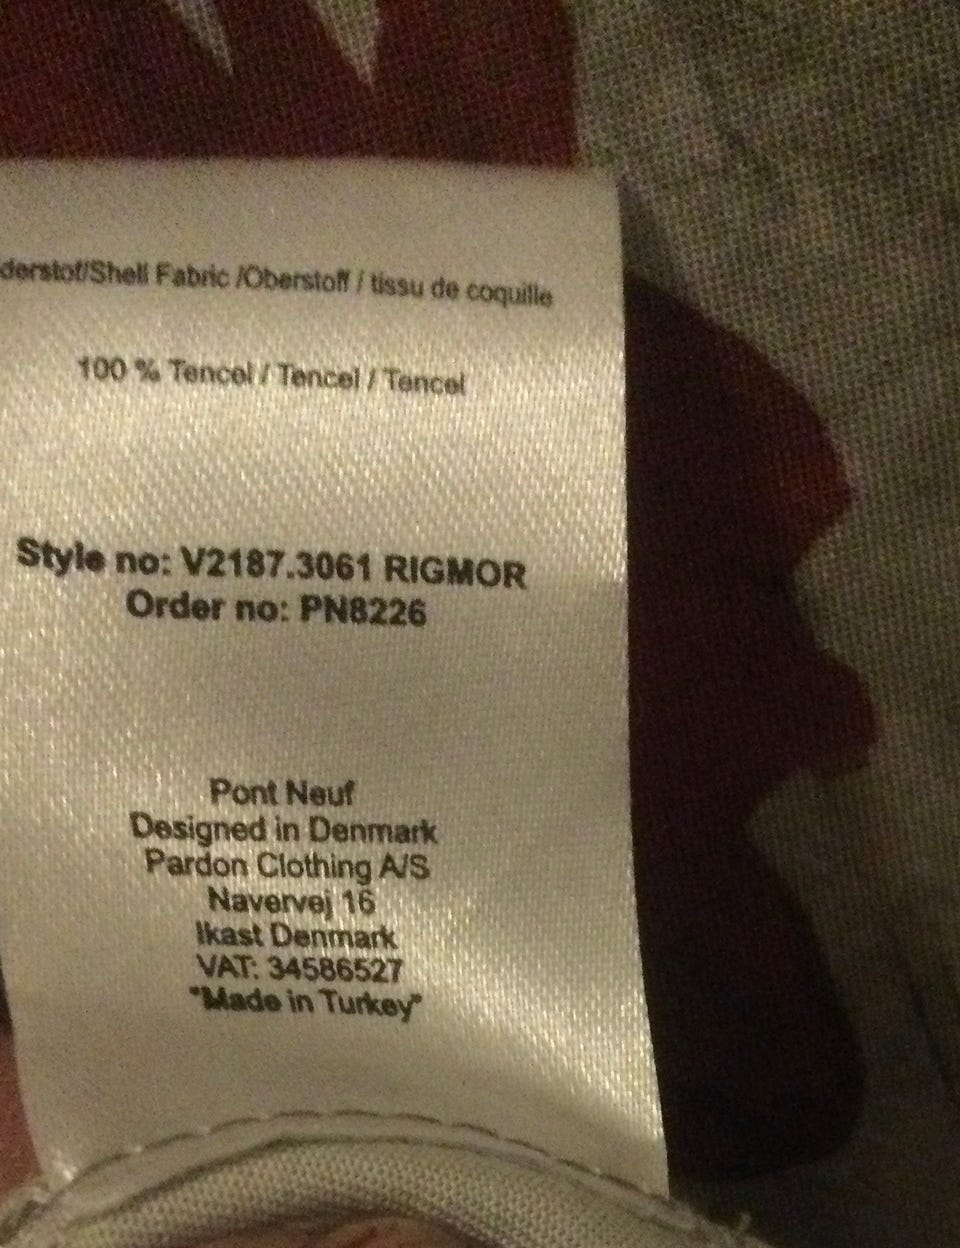 derstof/Shell Fabric /Oberstoff / tissu de coquille
100 % Tencel / Tencel / Tencel
Style no: V2187.3061 RIGMOR
Order no: PN8226
Pont Neuf
Designed in Denmark
Pardon Clothing A/S
Navervej 16
Ikast Denmark
VAT: 34586527
"Made in Turkey"